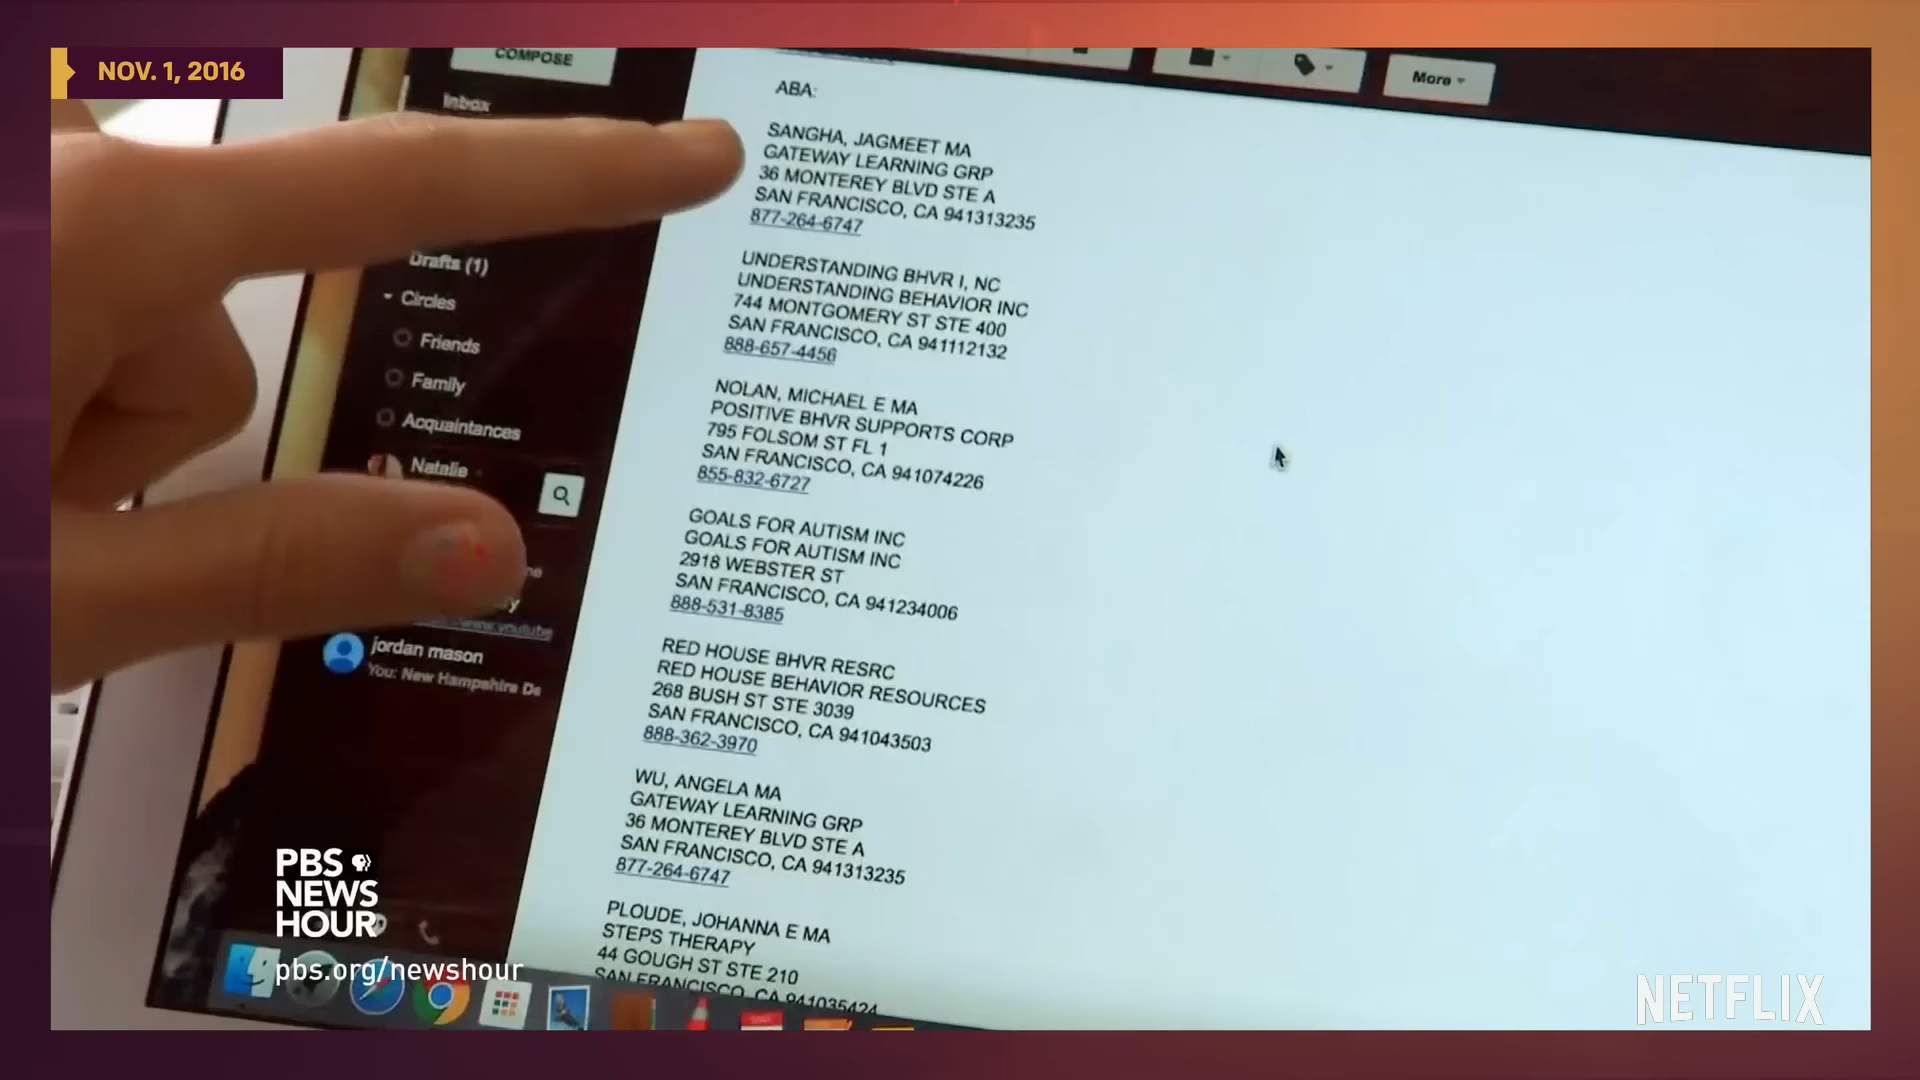 NOV. 1, 2016
COMPOSE
More
Inbox
Drafts (1)
Circles
Friends
Family
Acquaintances
Natalie
jordan mason
You: New Hampshire De
ABA:
SANGHA, JAGMEET MA
GATEWAY LEARNING GRP
36 MONTEREY BLVD STE A
SAN FRANCISCO, CA 941313235
877-264-6747
UNDERSTANDING BHVR I, NC
UNDERSTANDING BEHAVIOR INC
744 MONTGOMERY ST STE 400
SAN FRANCISCO, CA 941112132
888-657-4456
NOLAN, MICHAEL E MA
POSITIVE BHVR SUPPORTS CORP
795 FOLSOM ST FL 1
SAN FRANCISCO, CA 941074226
855-832-6727
GOALS FOR AUTISM INC
GOALS FOR AUTISM INC
2918 WEBSTER ST
SAN FRANCISCO, CA 941234006
888-531-8385
RED HOUSE BHVR RESRC
RED HOUSE BEHAVIOR RESOURCES
268 BUSH ST STE 3039
SAN FRANCISCO, CA 941043503
888-362-3970
WU, ANGELA MA
GATEWAY LEARNING GRP
36 MONTEREY BLVD STE A
SAN FRANCISCO, CA 941313235
877-264-6747
PLOUDE, JOHANNA E MA
STEPS THERAPY
44 GOUGH ST STE 210
SAN FRANCISCO, CA 941035424
PBS
NEWS
HOUR
pbs.org/newshour
NETFLIX